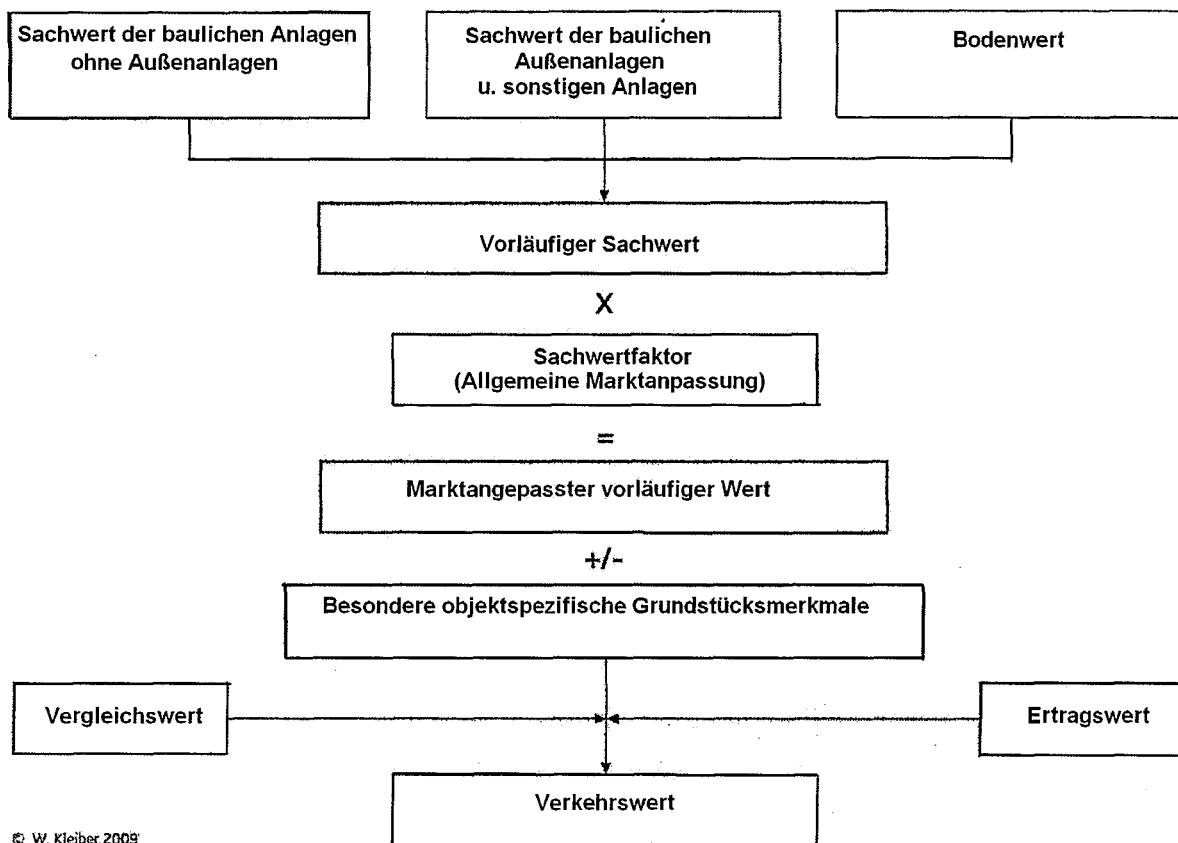 Sachwert der baulichen Anlagen
ohne Außenanlagen
Sachwert der baulichen
Außenanlagen
u. sonstigen Anlagen
Bodenwert
Vorläufiger Sachwert
X
Sachwertfaktor
(Allgemeine Marktanpassung)
=
Marktangepasster vorläufiger Wert
+/-
Besondere objektspezifische Grundstücksmerkmale
Vergleichswert
Ertragswert
Verkehrswert
© W. Kleiber 2009